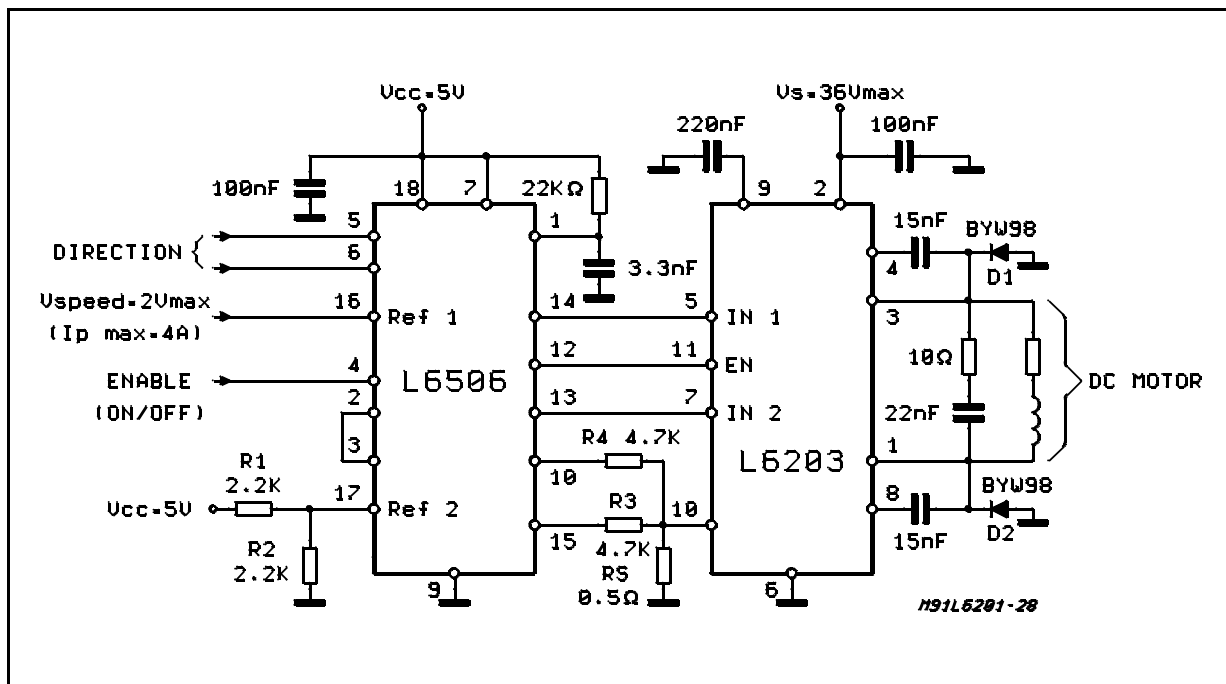 Vcc=5V
Vs=36Vmax
220nF
100nF
9
2
100nF
18
7
22KΩ
15nF
BYW98
5
1
DIRECTION {
6
3.3nF
4
D1
Vspeed=2Vmax
16
Ref 1
14
5
IN 1
3
(Ip max=4A)
12
11
EN
10Ω
ENABLE
4
L6506
DC MOTOR
(ON/OFF)
2
13
7
IN 2
22nF
3
R4 4.7K
L6203
1
R1
10
2.2K
17
R3
8
BYW98
Vcc=5V
Ref 2
10
R2
15
4.7K
15nF
D2
2.2K
RS
9
0.5Ω
6
M91L6201-28